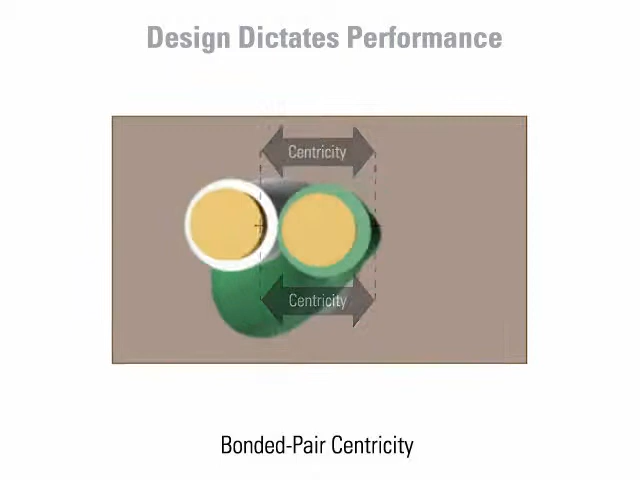 Design Dictates Performance
Centricity
Centricity
Bonded-Pair Centricity